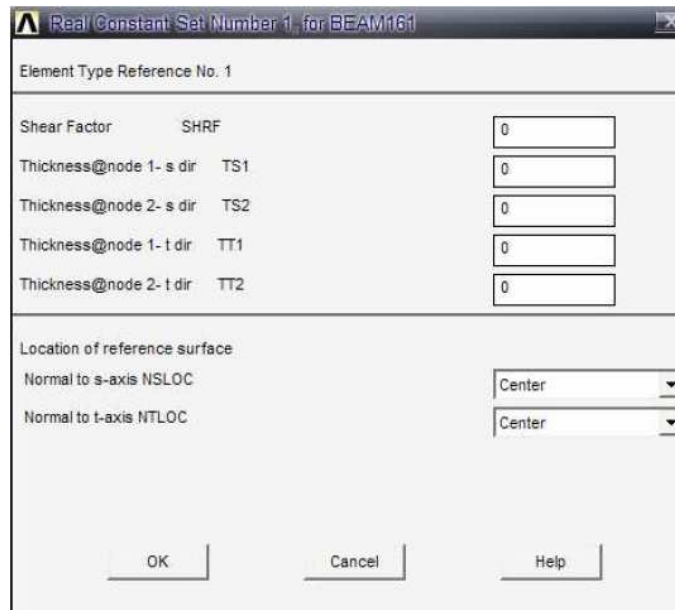 Real Constant Set Number 1, for BEAM161
Element Type Reference No. 1
Shear Factor SHRF 0
Thickness@node 1- s dir TS1 0
Thickness@node 2- s dir TS2 0
Thickness@node 1- t dir TT1 0
Thickness@node 2- t dir TT2 0
Location of reference surface
Normal to s-axis NSLOC Center
Normal to t-axis NTLOC Center
OK Cancel Help